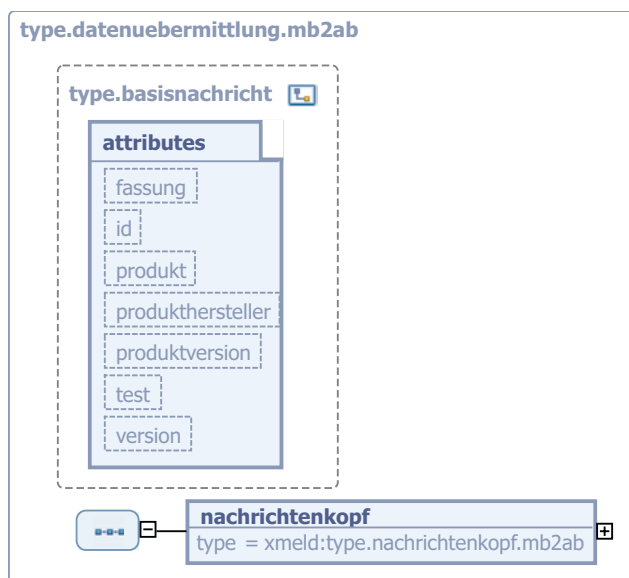 type.datenuebermittlung.mb2ab
type.basisnachricht
attributes
fassung
id
produkt
produkthersteller
produktversion
test
version
nachrichtenkopf
type = xmeld:type.nachrichtenkopf.mb2ab